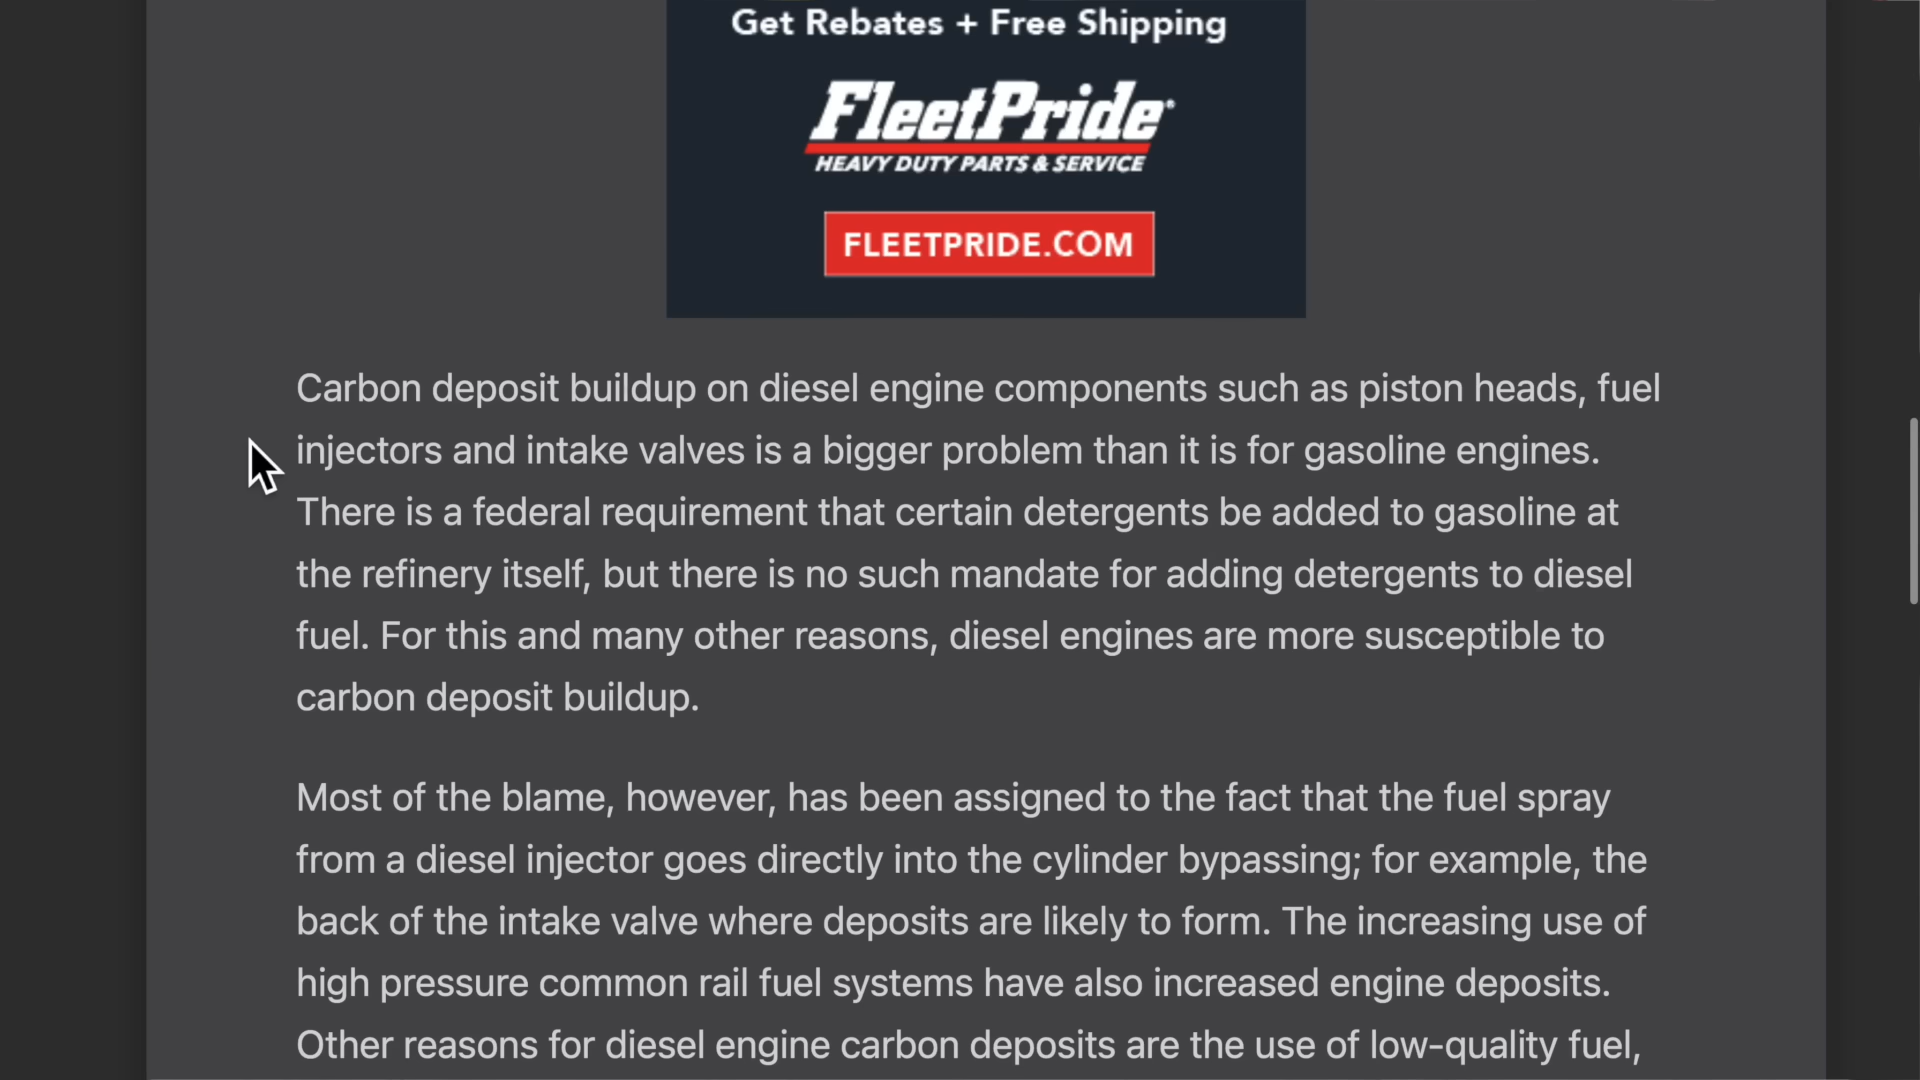 Get Rebates + Free Shipping
FleetPride
HEAVY DUTY PARTS & SERVICE
FLEETPRIDE.COM
Carbon deposit buildup on diesel engine components such as piston heads, fuel
injectors and intake valves is a bigger problem than it is for gasoline engines.
There is a federal requirement that certain detergents be added to gasoline at
the refinery itself, but there is no such mandate for adding detergents to diesel
fuel. For this and many other reasons, diesel engines are more susceptible to
carbon deposit buildup.
Most of the blame, however, has been assigned to the fact that the fuel spray
from a diesel injector goes directly into the cylinder bypassing; for example, the
back of the intake valve where deposits are likely to form. The increasing use of
high pressure common rail fuel systems have also increased engine deposits.
Other reasons for diesel engine carbon deposits are the use of low-quality fuel,